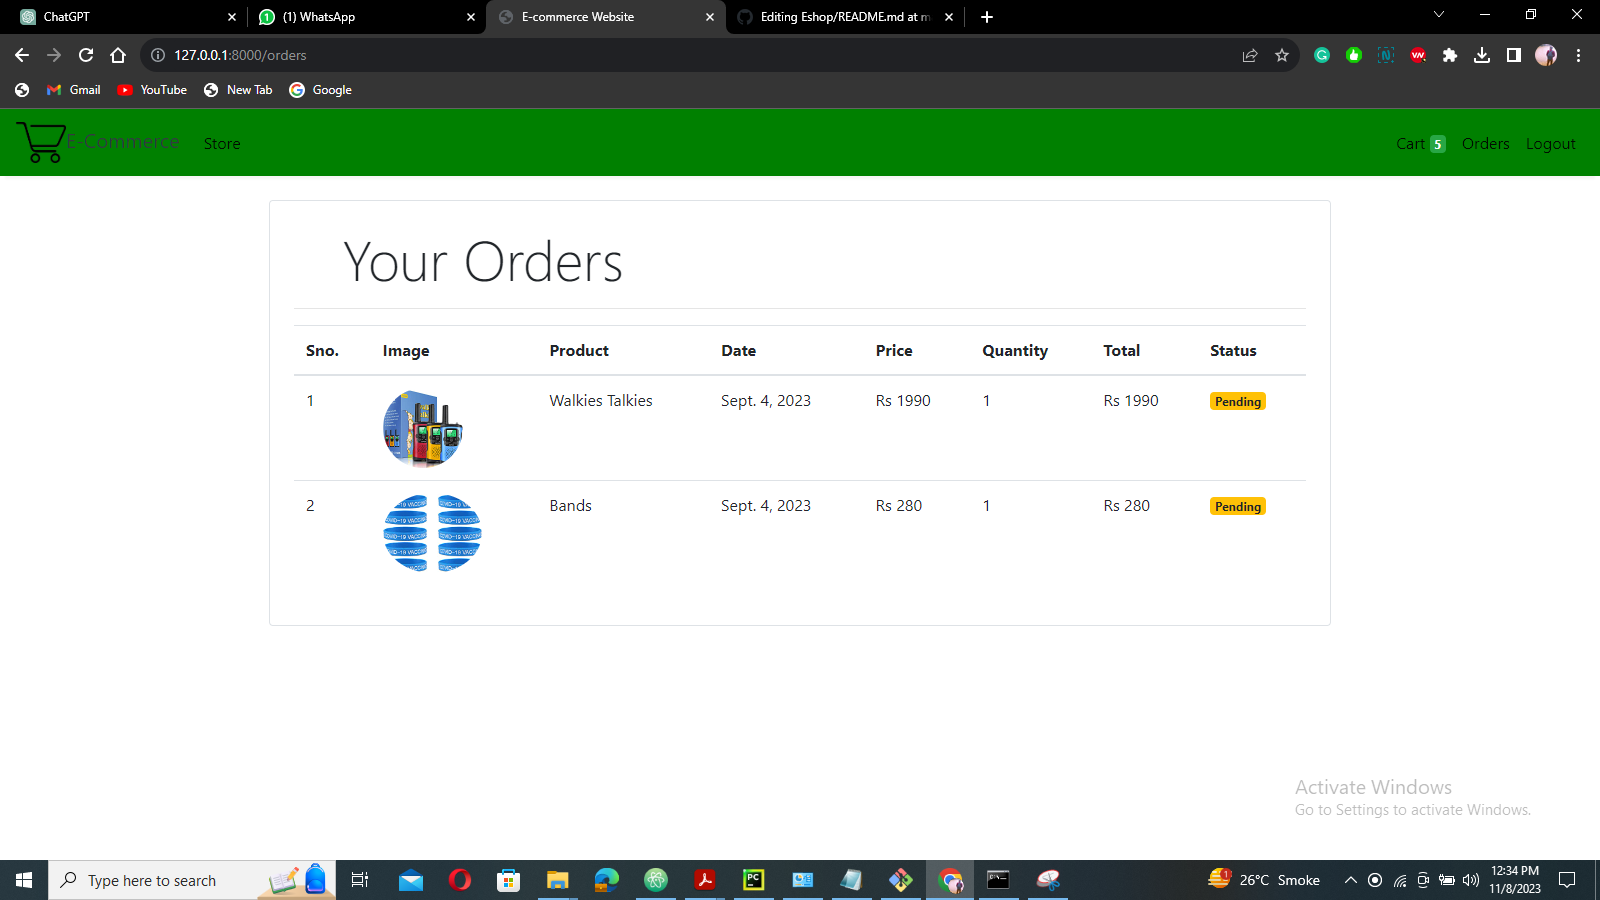 ChatGPT
(1) WhatsApp
E-commerce Website
Editing Eshop/README.md at m
127.0.0.1:8000/orders
Gmail
YouTube
New Tab
Google
E-Commerce
Store
Cart 5
Orders
Logout
Your Orders
Sno. Image Product Date Price Quantity Total Status
1 Walkies Talkies Sept. 4, 2023 Rs 1990 1 Rs 1990 Pending
2 Bands Sept. 4, 2023 Rs 280 1 Rs 280 Pending
Activate Windows
Go to Settings to activate Windows.
Type here to search
26°C Smoke
12:34 PM
11/8/2023